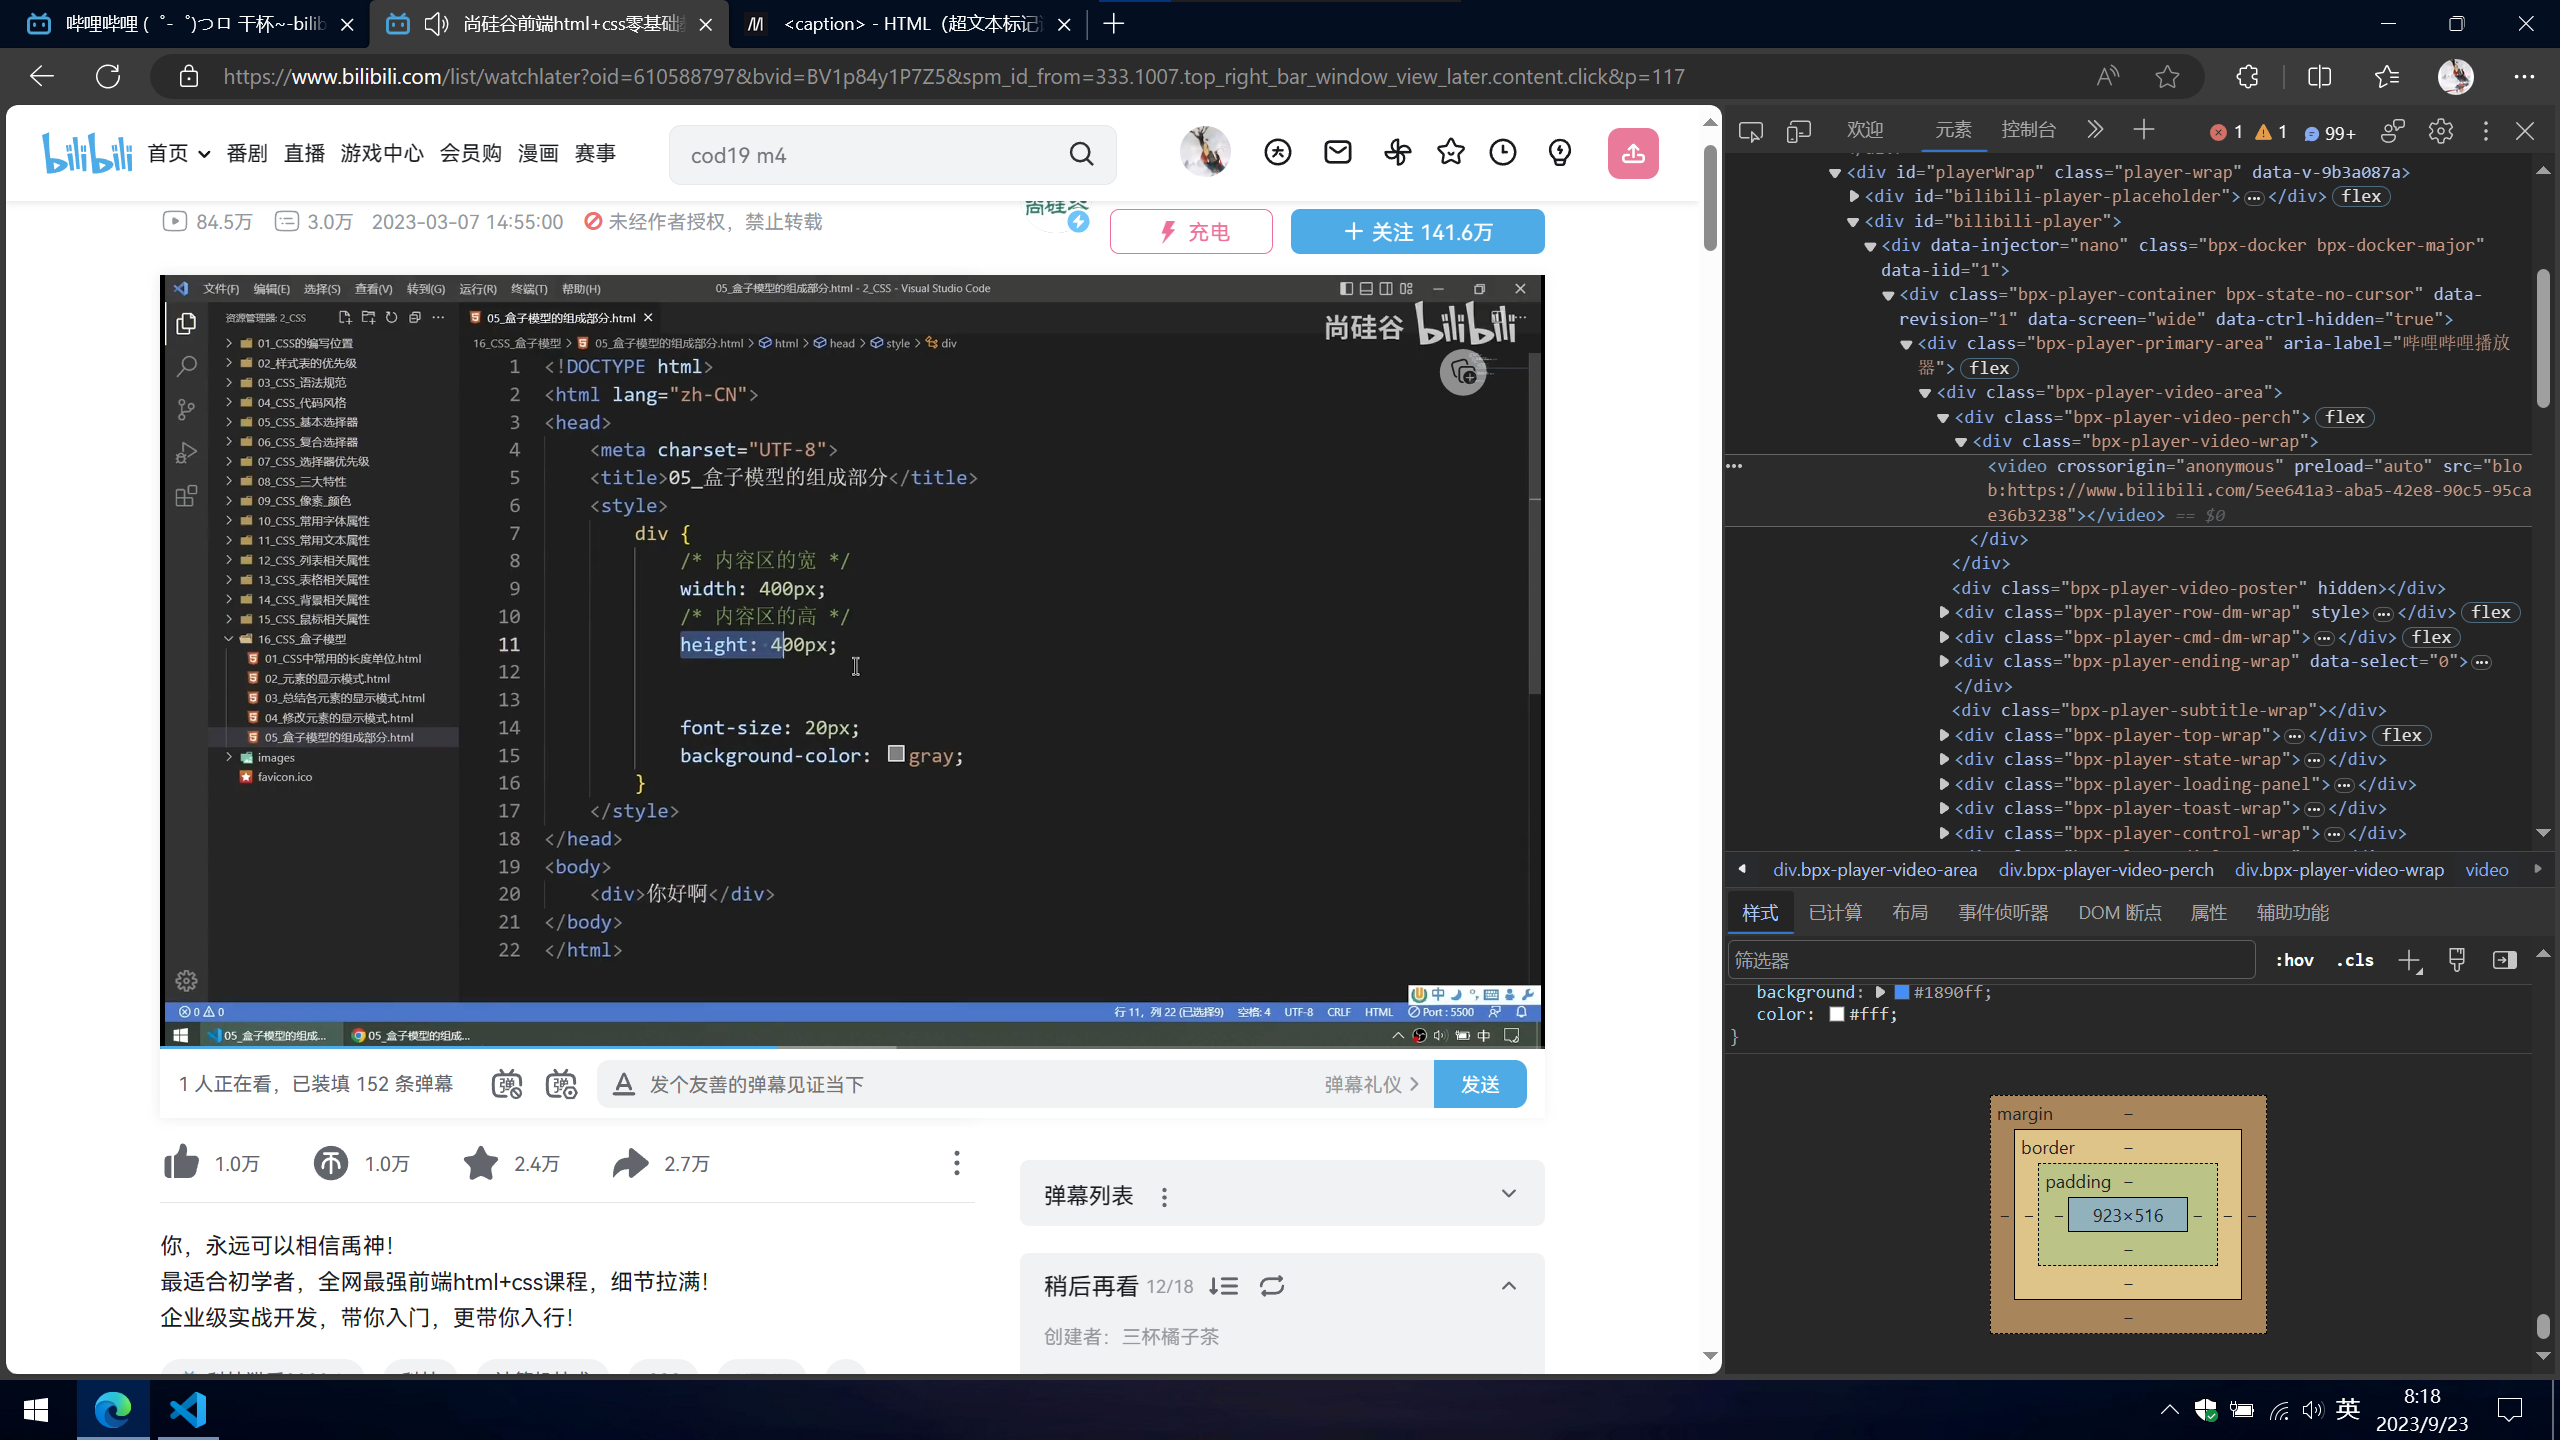 哔哩哔哩 (゜-゜)つロ 干杯~-bilib
尚硅谷前端html+css零基础
<caption> - HTML（超文本标记
https://www.bilibili.com/list/watchlater?oid=610588797&bvid=BV1p84y1P7Z5&spm_id_from=333.1007.top_right_bar_window_view_later.content.click&p=117
bilibili 首页 番剧 直播 游戏中心 会员购 漫画 赛事
cod19 m4
84.5万 3.0万 2023-03-07 14:55:00 未经作者授权，禁止转载
尚硅谷
充电
+ 关注 141.6万
文件(F) 编辑(E) 选择(S) 查看(V) 转到(G) 运行(R) 终端(T) 帮助(H)
05_盒子模型的组成部分.html - 2_CSS - Visual Studio Code
资源管理器: 2_CSS
05_盒子模型的组成部分.html
尚硅谷 bilibili
16_CSS_盒子模型 > 05_盒子模型的组成部分.html > html > head > style > div
01_CSS的编写位置
02_样式表的优先级
03_CSS_语法规范
04_CSS_代码风格
05_CSS_基本选择器
06_CSS_复合选择器
07_CSS_选择器优先级
08_CSS_三大特性
09_CSS_像素_颜色
10_CSS_常用字体属性
11_CSS_常用文本属性
12_CSS_列表相关属性
13_CSS_表格相关属性
14_CSS_背景相关属性
15_CSS_鼠标相关属性
16_CSS_盒子模型
01_CSS中常用的长度单位.html
02_元素的显示模式.html
03_总结各元素的显示模式.html
04_修改元素的显示模式.html
05_盒子模型的组成部分.html
images
favicon.ico
1 <!DOCTYPE html>
2 <html lang="zh-CN">
3 <head>
4 <meta charset="UTF-8">
5 <title>05_盒子模型的组成部分</title>
6 <style>
7 div {
8 /* 内容区的宽 */
9 width: 400px;
10 /* 内容区的高 */
11 height: 400px;
12
13
14 font-size: 20px;
15 background-color: gray;
16 }
17 </style>
18 </head>
19 <body>
20 <div>你好啊</div>
21 </body>
22 </html>
中
0 0
行 11，列 22 (已选择9) 空格: 4 UTF-8 CRLF HTML Port : 5500
05_盒子模型的组成... 05_盒子模型的组成...
中
1 人正在看，已装填 152 条弹幕
发个友善的弹幕见证当下
弹幕礼仪 >
发送
1.0万 1.0万 2.4万 2.7万
你，永远可以相信禹神！
最适合初学者，全网最强前端html+css课程，细节拉满！
企业级实战开发，带你入门，更带你入行！
弹幕列表
稍后再看 12/18
创建者：三杯橘子茶
欢迎 元素 控制台
1 1 99+
<div id="playerWrap" class="player-wrap" data-v-9b3a087a>
<div id="bilibili-player-placeholder">…</div> flex
<div id="bilibili-player">
<div data-injector="nano" class="bpx-docker bpx-docker-major"
data-iid="1">
<div class="bpx-player-container bpx-state-no-cursor" data-
revision="1" data-screen="wide" data-ctrl-hidden="true">
<div class="bpx-player-primary-area" aria-label="哔哩哔哩播放
器"> flex
<div class="bpx-player-video-area">
<div class="bpx-player-video-perch"> flex
<div class="bpx-player-video-wrap">
<video crossorigin="anonymous" preload="auto" src="blo
b:https://www.bilibili.com/5ee641a3-aba5-42e8-90c5-95ca
e36b3238"></video> == $0
</div>
</div>
<div class="bpx-player-video-poster" hidden></div>
<div class="bpx-player-row-dm-wrap" style>…</div> flex
<div class="bpx-player-cmd-dm-wrap">…</div> flex
<div class="bpx-player-ending-wrap" data-select="0">…
</div>
<div class="bpx-player-subtitle-wrap"></div>
<div class="bpx-player-top-wrap">…</div> flex
<div class="bpx-player-state-wrap">…</div>
<div class="bpx-player-loading-panel">…</div>
<div class="bpx-player-toast-wrap">…</div>
<div class="bpx-player-control-wrap">…</div>
div.bpx-player-video-area div.bpx-player-video-perch div.bpx-player-video-wrap video
样式 已计算 布局 事件侦听器 DOM 断点 属性 辅助功能
筛选器
:hov .cls
background: #1890ff;
color: #fff;
}
margin –
border –
padding –
– – – 923×516 – – –
–
–
–
英
8:18
2023/9/23